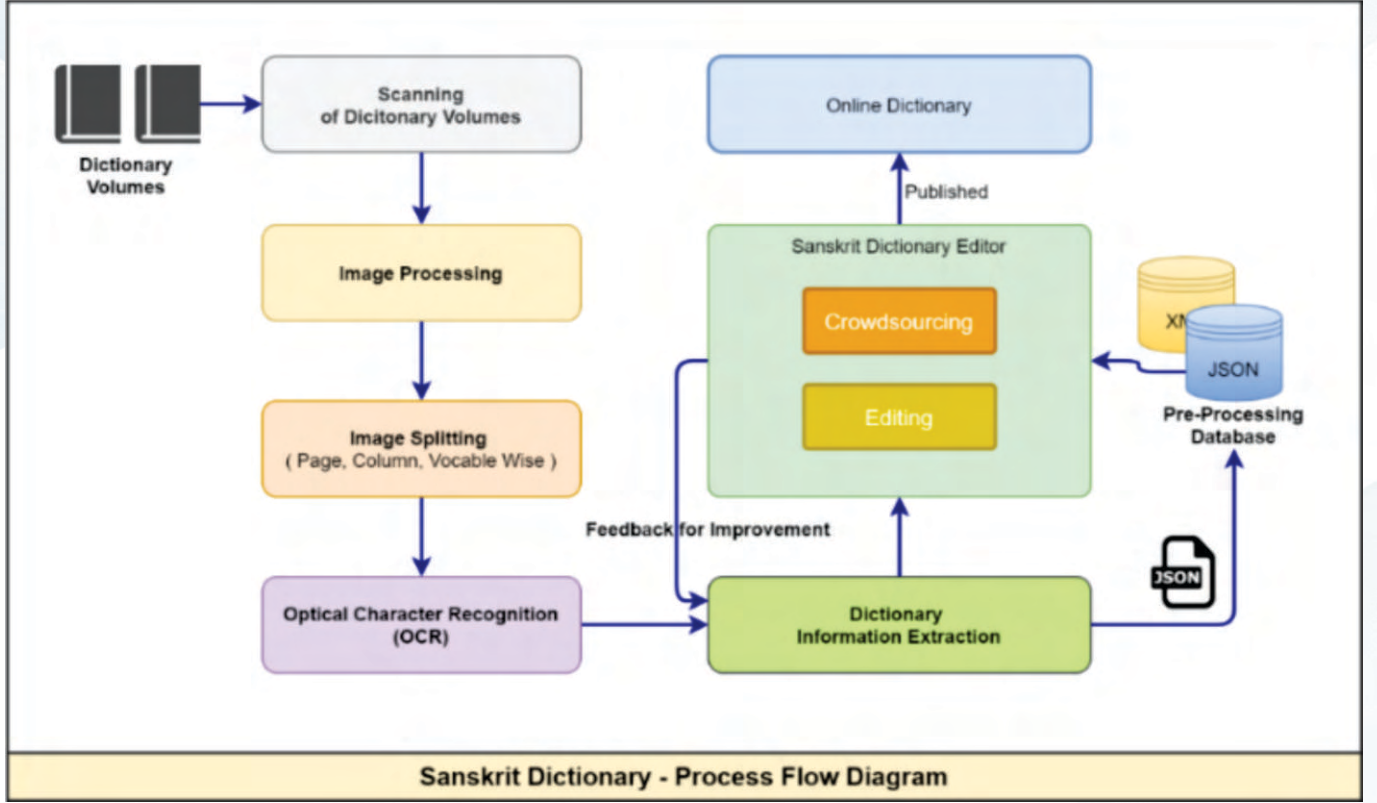 Dictionary
Volumes
Scanning
of Dicitonary Volumes
Image Processing
Image Splitting
( Page, Column, Vocable Wise )
Optical Character Recognition
(OCR)
Online Dictionary
Published
Sanskrit Dictionary Editor
Crowdsourcing
Editing
JSON
Pre-Processing
Database
Feedback for Improvement
JSON
Dictionary
Information Extraction
Sanskrit Dictionary - Process Flow Diagram